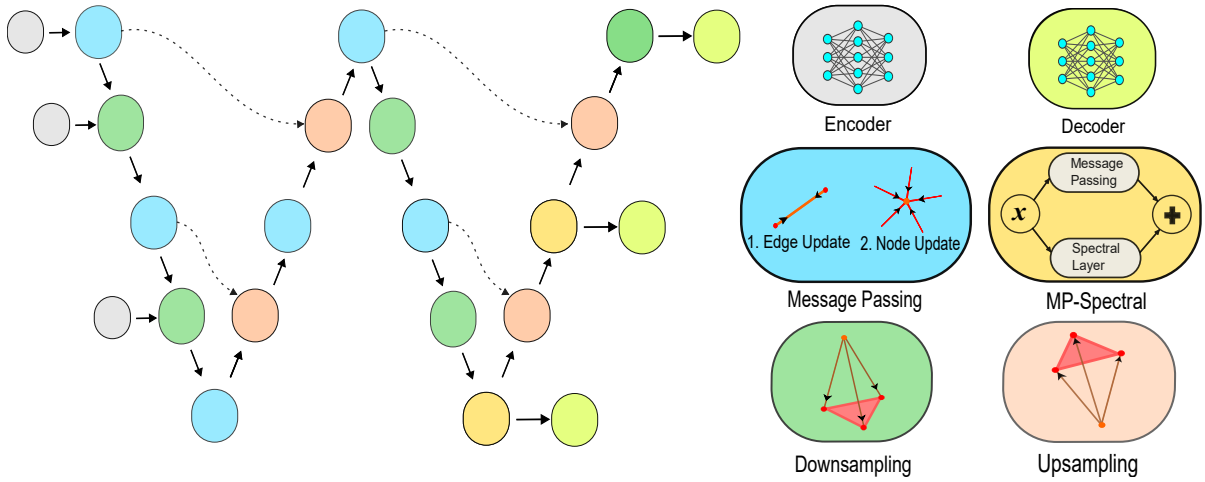 Encoder
Decoder
1. Edge Update
2. Node Update
Message Passing
x
Message
Passing
Spectral
Layer
MP-Spectral
Downsampling
Upsampling